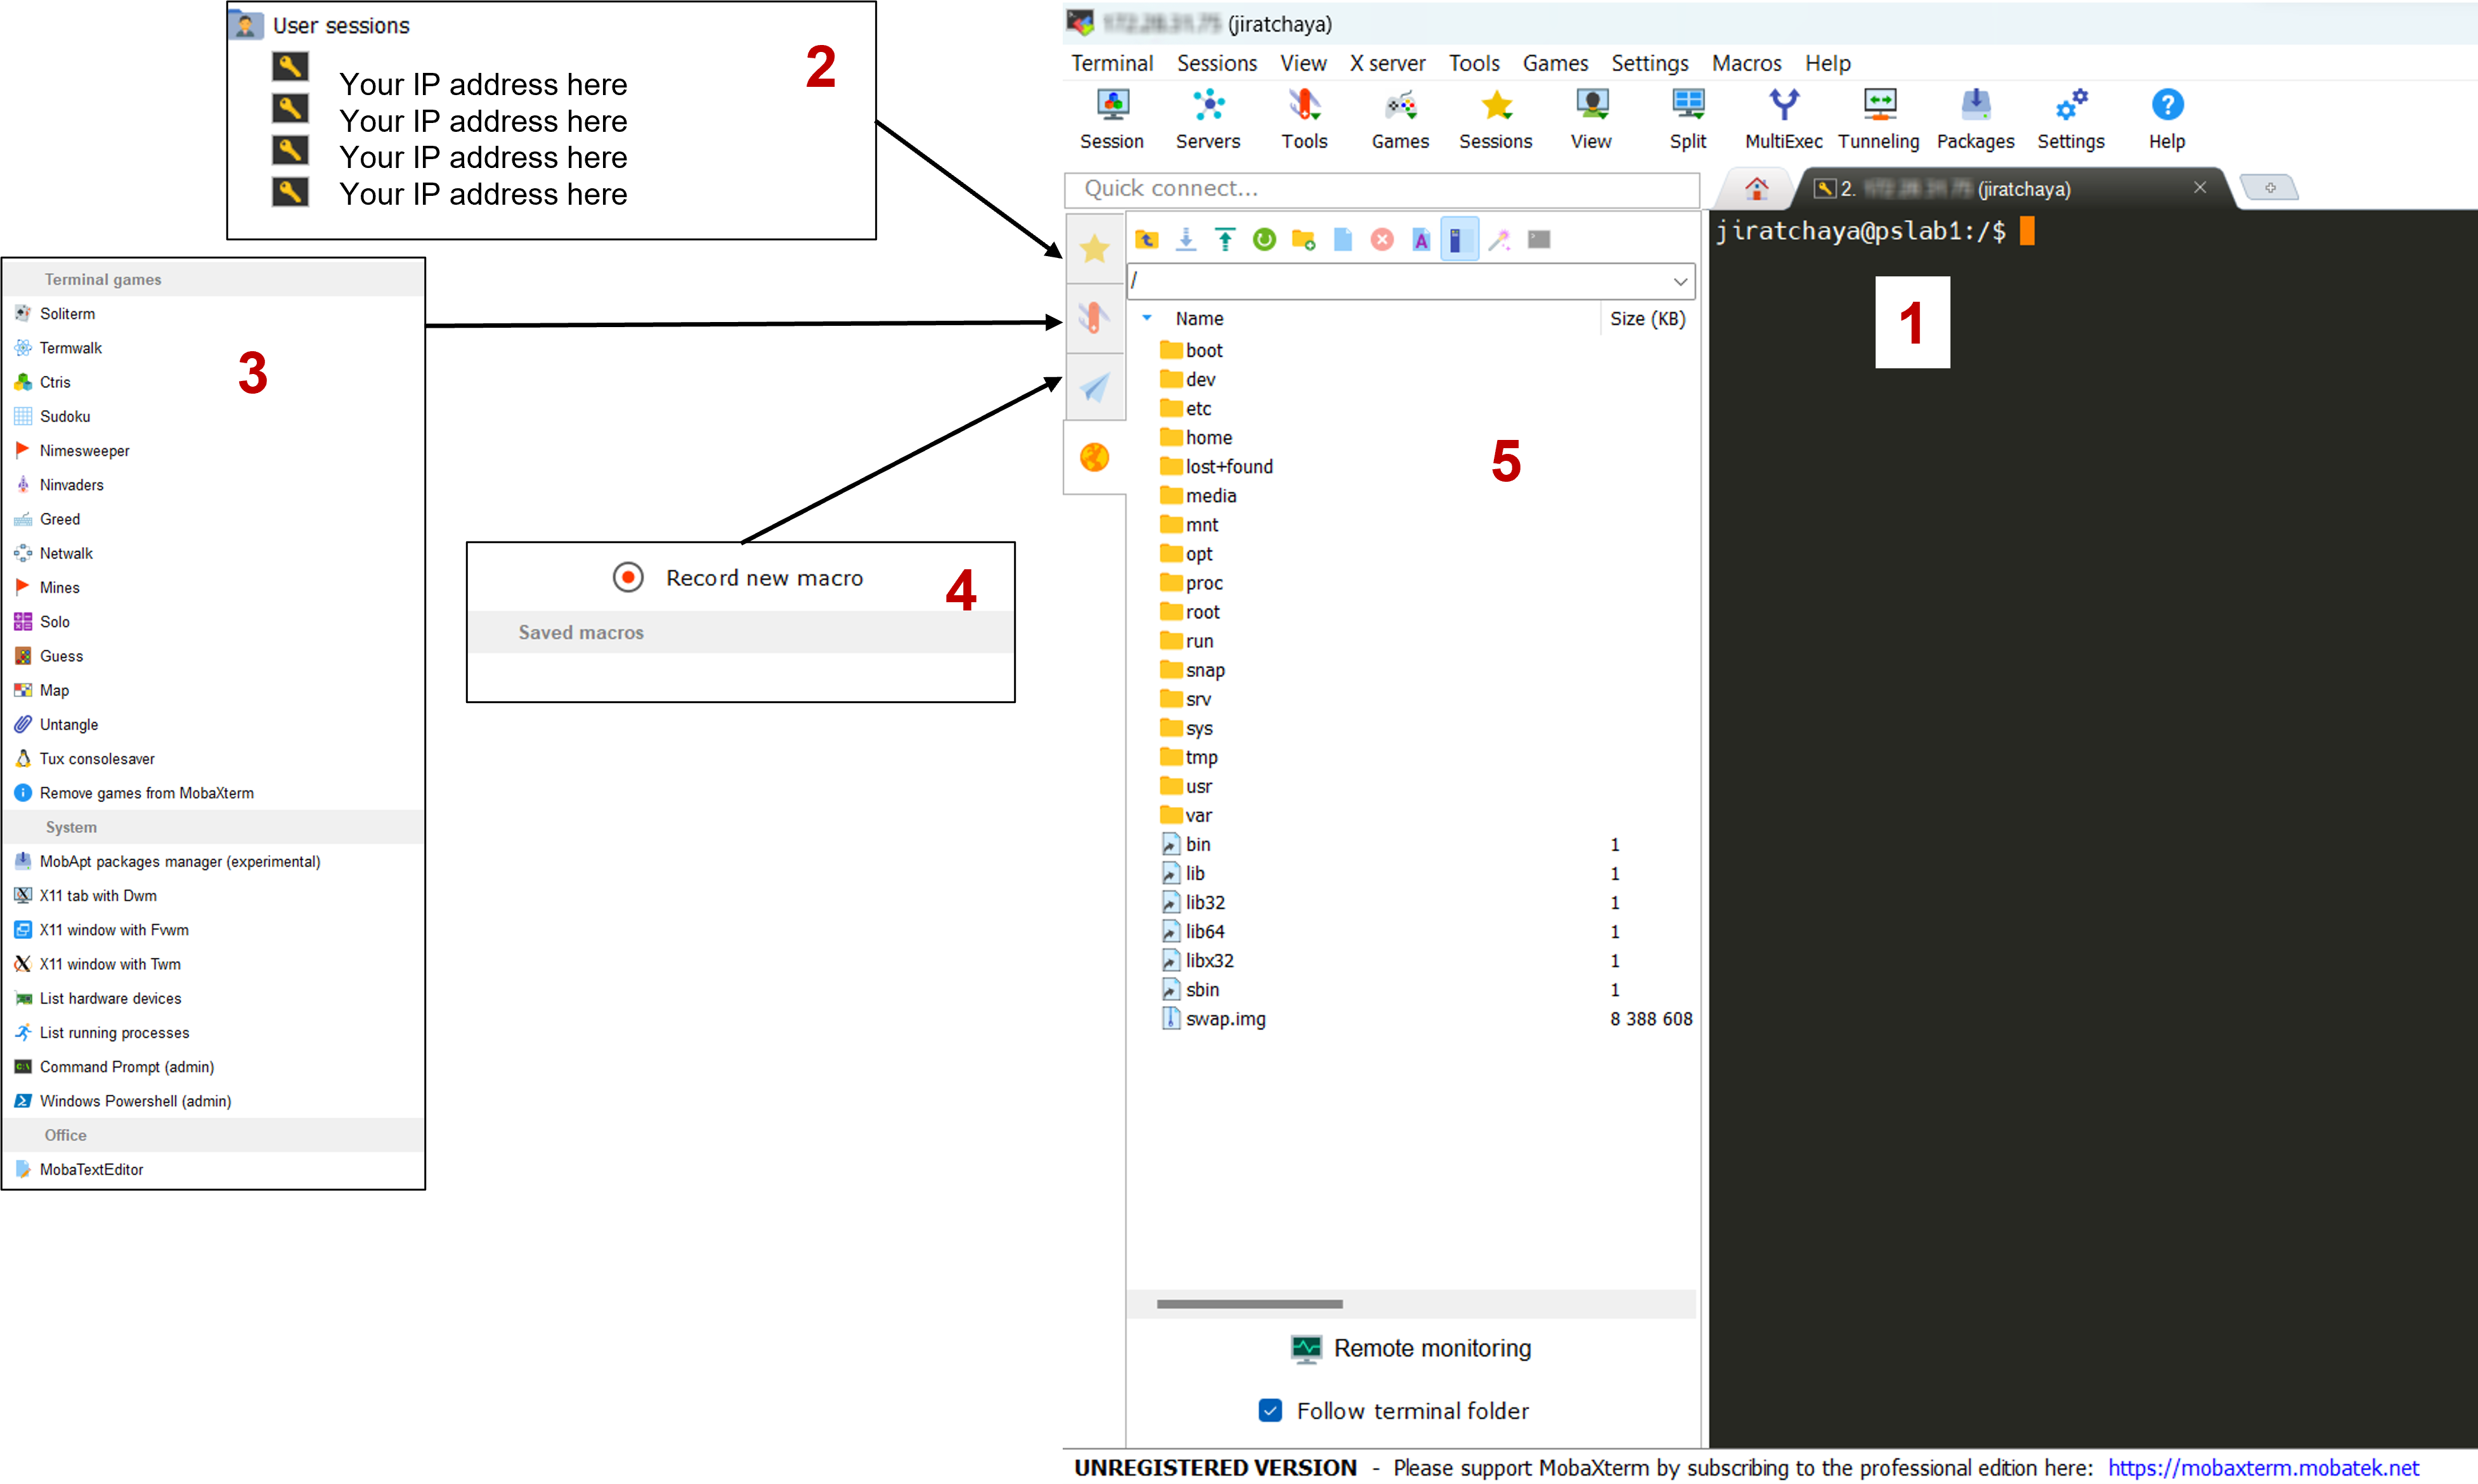 User sessions
Your IP address here
Your IP address here
Your IP address here
Your IP address here
2
Terminal games
Soliterm
Termwalk
Ctris
Sudoku
Nimesweeper
Ninvaders
Greed
Netwalk
Mines
Solo
Guess
Map
Untangle
Tux consolesaver
Remove games from MobaXterm
System
MobApt packages manager (experimental)
X11 tab with Dwm
X11 window with Fvwm
X11 window with Twm
List hardware devices
List running processes
Command Prompt (admin)
Windows Powershell (admin)
Office
MobaTextEditor
3
Record new macro
Saved macros
4
(jiratchaya)
Terminal Sessions View X server Tools Games Settings Macros Help
Session Servers Tools Games Sessions View Split MultiExec Tunneling Packages Settings Help
Quick connect...
2. (jiratchaya)
/
Name Size (KB)
boot
dev
etc
home
lost+found
media
mnt
opt
proc
root
run
snap
srv
sys
tmp
usr
var
bin 1
lib 1
lib32 1
lib64 1
libx32 1
sbin 1
swap.img 8 388 608
5
Remote monitoring
Follow terminal folder
jiratchaya@pslab1:/$
1
UNREGISTERED VERSION - Please support MobaXterm by subscribing to the professional edition here: https://mobaxterm.mobatek.net